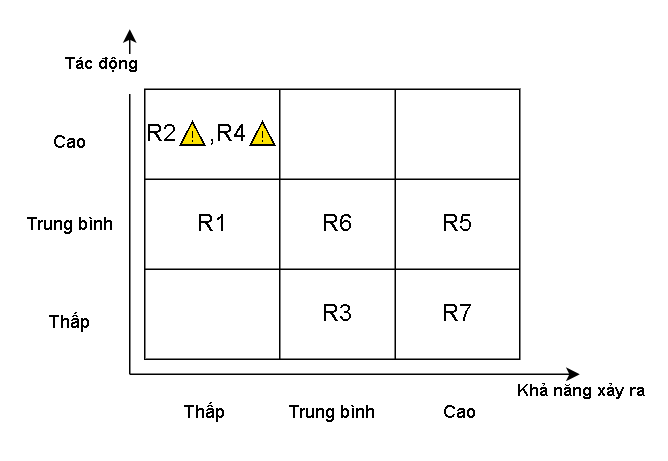 Tác động
Cao
R2⚠,R4⚠
Trung bình
R1
R6
R5
Thấp
R3
R7
Khả năng xảy ra
Thấp
Trung bình
Cao